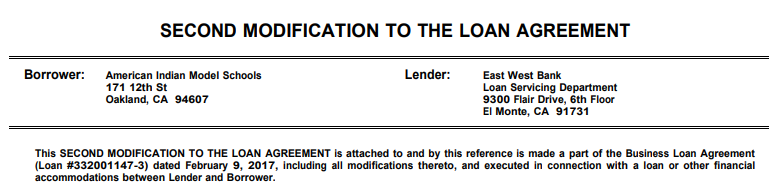 SECOND MODIFICATION TO THE LOAN AGREEMENT
Borrower: American Indian Model Schools Lender: East West Bank
171 12th St Loan Servicing Department
Oakland, CA 94607 9300 Flair Drive, 6th Floor
El Monte, CA 91731
This SECOND MODIFICATION TO THE LOAN AGREEMENT is attached to and by this reference is made a part of the Business Loan Agreement
(Loan #332001147-3) dated February 9, 2017, including all modifications thereto, and executed in connection with a loan or other financial
accommodations between Lender and Borrower.